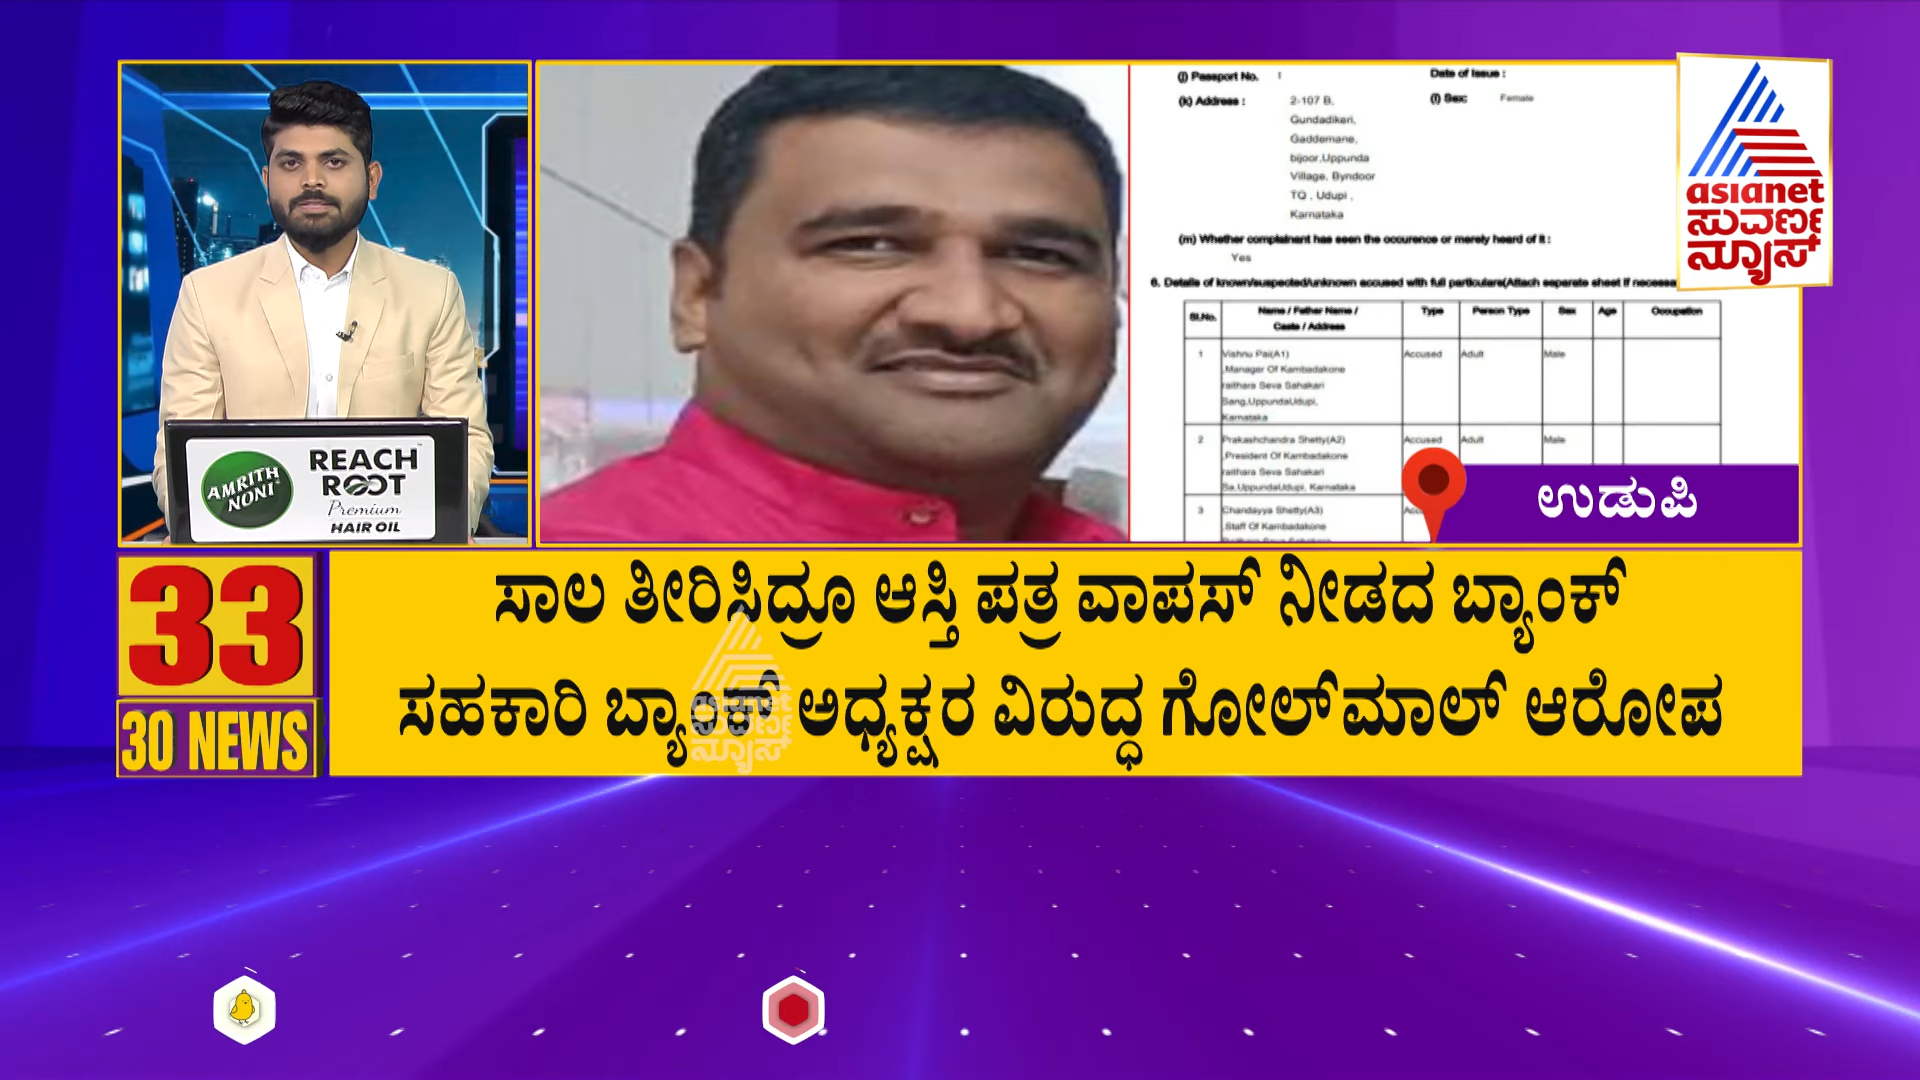 (j) Passport No.
Date of Issue :
(k) Address :
2-107 B,
(l) Sex:
Female
Gundadikeri,
Gaddemane,
bijoor,Uppunda
Village, Byndoor
TQ , Udupi ,
Karnataka
(m) Whether complainant has seen the occurence or merely heard of it :
Yes
6. Details of known/suspected/unknown accused with full particulars(Attach separate sheet if necessa
Sl.No.
Name / Father Name /
Caste / Address
Type
Person Type
Sex
Age
Occupation
1
Vishnu Pai(A1)
,Manager Of Kambadakone
raithara Seva Sahakari
Sang,UppundaUdupi,
Karnataka
Accused
Adult
Male
2
Prakashchandra Shetty(A2)
,President Of Kambadakone
raithara Seva Sahakari
Sa,UppundaUdupi, Karnataka
Accused
Adult
Male
3
Chandayya Shetty(A3)
,Staff Of Kambadakone
Acc
asianet
ಸುವರ್ಣ
ನ್ಯೂಸ್
ಉಡುಪಿ
AMRITH
NONI
REACH
ROOT
Premium
HAIR OIL
33
30 NEWS
ಸಾಲ ತೀರಿಸಿದ್ರೂ ಆಸ್ತಿ ಪತ್ರ ವಾಪಸ್ ನೀಡದ ಬ್ಯಾಂಕ್
ಸಹಕಾರಿ ಬ್ಯಾಂಕ್ ಅಧ್ಯಕ್ಷರ ವಿರುದ್ಧ ಗೋಲ್‌ಮಾಲ್ ಆರೋಪ
asianet
ಸುವರ್ಣ
ನ್ಯೂಸ್